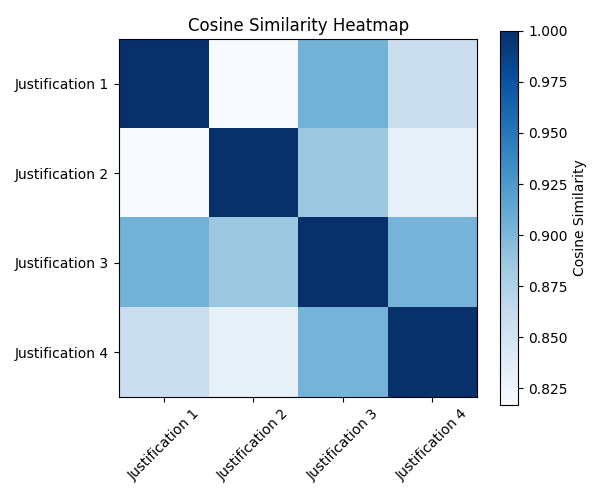 Cosine Similarity Heatmap
Justification 1
Justification 2
Justification 3
Justification 4
Justification 1
Justification 2
Justification 3
Justification 4
1.000
0.975
0.950
0.925
0.900
0.875
0.850
0.825
Cosine Similarity